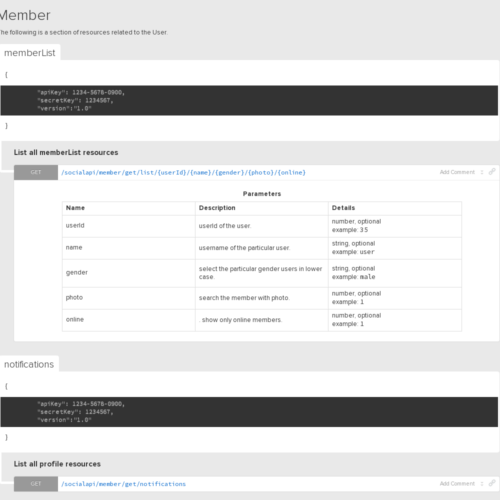 Member
The following is a section of resources related to the User.
memberList
{
"apiKey": 1234-5678-0900,
"secretKey": 1234567,
"version":"1.0"
}
List all memberList resources
GET /socialapi/member/get/list/{userId}/{name}/{gender}/{photo}/{online} Add Comment
Parameters
Name Description Details
userId userid of the user. number, optional
example: 35
name username of the particular user. string, optional
example: user
gender select the particular gender users in lower case. string, optional
example: male
photo search the member with photo. number, optional
example: 1
online show only online members. number, optional
example: 1
notifications
{
"apiKey": 1234-5678-0900,
"secretKey": 1234567,
"version":"1.0"
}
List all profile resources
GET /socialapi/member/get/notifications Add Comment